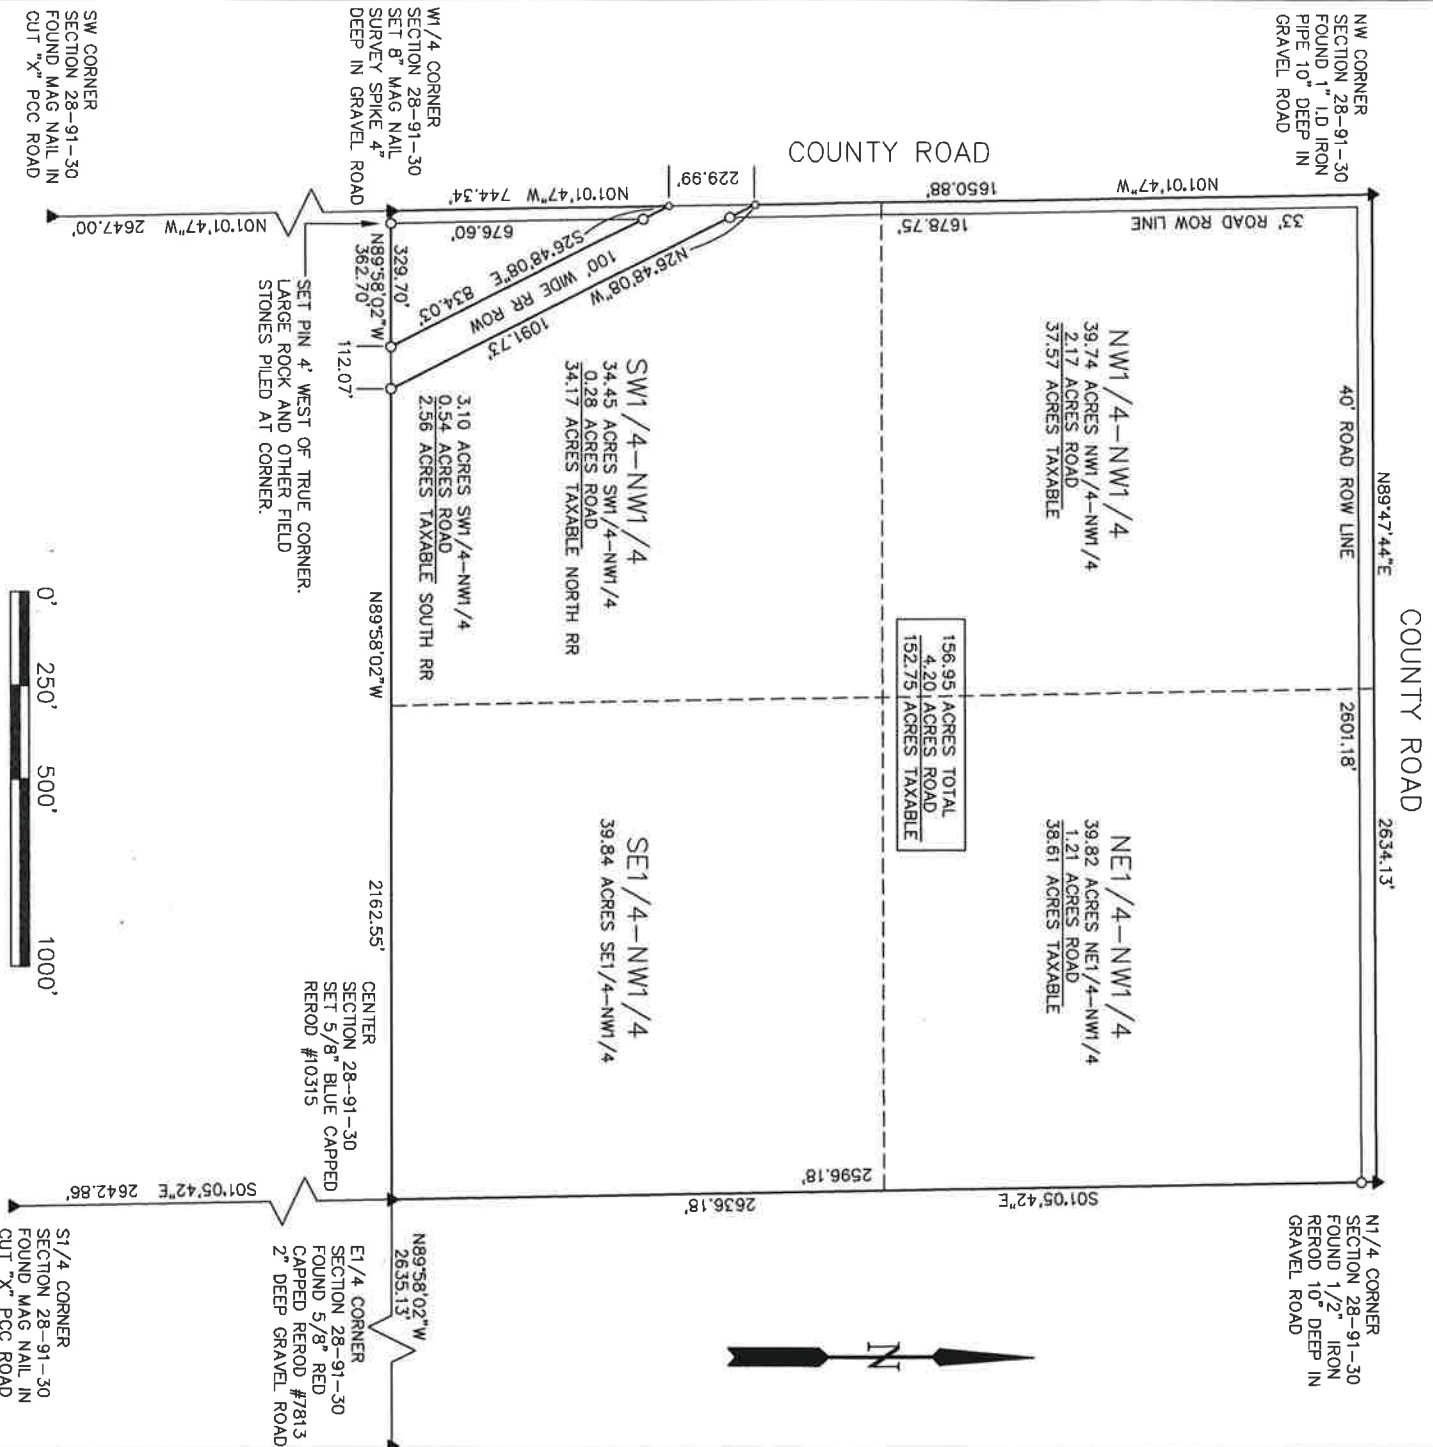 NW CORNER
SECTION 28-91-30
FOUND 1" I.D IRON
PIPE 10" DEEP IN
GRAVEL ROAD
COUNTY ROAD
N89°47'44"E
2634.13'
40' ROAD ROW LINE
2601.18'
N1/4 CORNER
SECTION 28-91-30
FOUND 1/2" IRON
REROD 10" DEEP IN
GRAVEL ROAD
COUNTY ROAD
N01°01'47"W
1650.88'
33' ROAD ROW LINE
1678.75'
229.99'
N01°01'47"W 744.34'
676.60'
NW1/4-NW1/4
39.74 ACRES NW1/4-NW1/4
2.17 ACRES ROAD
37.57 ACRES TAXABLE
NE1/4-NW1/4
39.82 ACRES NE1/4-NW1/4
1.21 ACRES ROAD
38.61 ACRES TAXABLE
156.95 ACRES TOTAL
4.20 ACRES ROAD
152.75 ACRES TAXABLE
S01°05'42"E
2596.18'
2636.18'
SW1/4-NW1/4
34.45 ACRES SW1/4-NW1/4
0.28 ACRES ROAD
34.17 ACRES TAXABLE NORTH RR
3.10 ACRES SW1/4-NW1/4
0.54 ACRES ROAD
2.56 ACRES TAXABLE SOUTH RR
SE1/4-NW1/4
39.84 ACRES SE1/4-NW1/4
N26°48'08"W
1091.73'
100' WIDE RR ROW
S26°48'08"E
834.03'
W1/4 CORNER
SECTION 28-91-30
SET 8" MAG NAIL
SURVEY SPIKE 4"
DEEP IN GRAVEL ROAD
329.70'
N89°58'02"W
362.70'
112.07'
N89°58'02"W
2162.55'
SET PIN 4' WEST OF TRUE CORNER.
LARGE ROCK AND OTHER FIELD
STONES PILED AT CORNER.
CENTER
SECTION 28-91-30
SET 5/8" BLUE CAPPED
REROD #10315
N89°58'02"W
2635.13'
E1/4 CORNER
SECTION 28-91-30
FOUND 5/8" RED
CAPPED REROD #7813
2" DEEP GRAVEL ROAD
N01°01'47"W 2647.00'
S01°05'42"E 2642.86'
SW CORNER
SECTION 28-91-30
FOUND MAG NAIL IN
CUT "X" PCC ROAD
0' 250' 500' 1000'
S1/4 CORNER
SECTION 28-91-30
FOUND MAG NAIL IN
CUT "X" PCC ROAD
N